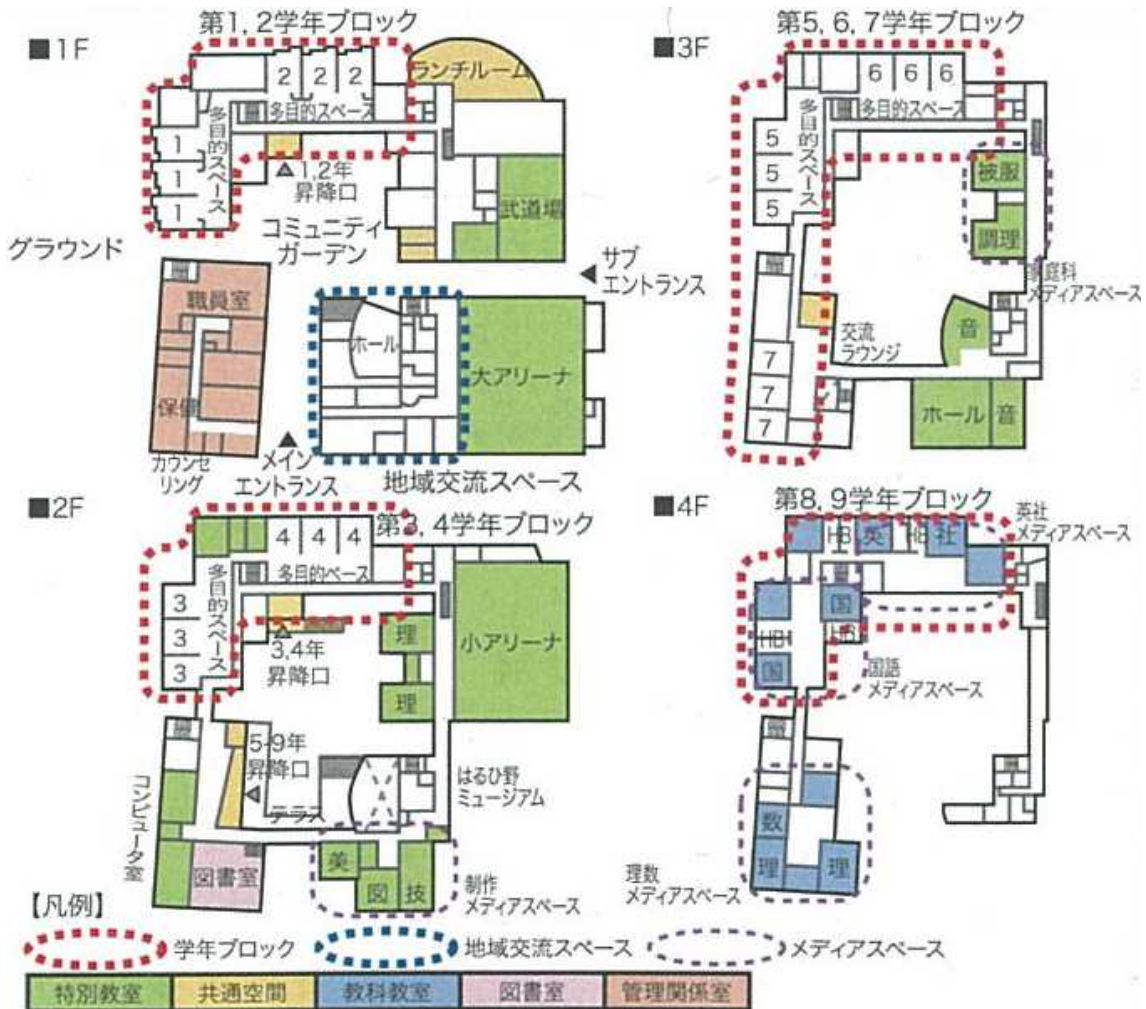 ■1F
第1,2学年ブロック
ランチルーム
2 2 2
多目的スペース
多目的スペース
1
1
1
1,2年
昇降口
コミュニティ
ガーデン
武道場
グラウンド
サブ
エントランス
職員室
保健
カウンセ
リング
メイン
エントランス
ホール
大アリーナ
地域交流スペース
■2F
第3,4学年ブロック
4 4 4
多目的ペース
多目的スペース
3
3
3
3,4年
昇降口
理
理
小アリーナ
5-9年
昇降口
テラス
はるひ野
ミュージアム
コンピュータ室
図書室
美
図
技
制作
メディアスペース
■3F
第5,6,7学年ブロック
6 6 6
多目的スペース
多目的スペース
5
5
5
被服
調理
家庭科
メディアスペース
交流
ラウンジ
音
7
7
7
ホール
音
■4F
第8,9学年ブロック
英社
メディアスペース
HB
英
HB
社
国
HB
HB
国
国語
メディアスペース
数
理
理
理数
メディアスペース
【凡例】
学年ブロック
地域交流スペース
メディアスペース
特別教室
共通空間
教科教室
図書室
管理関係室